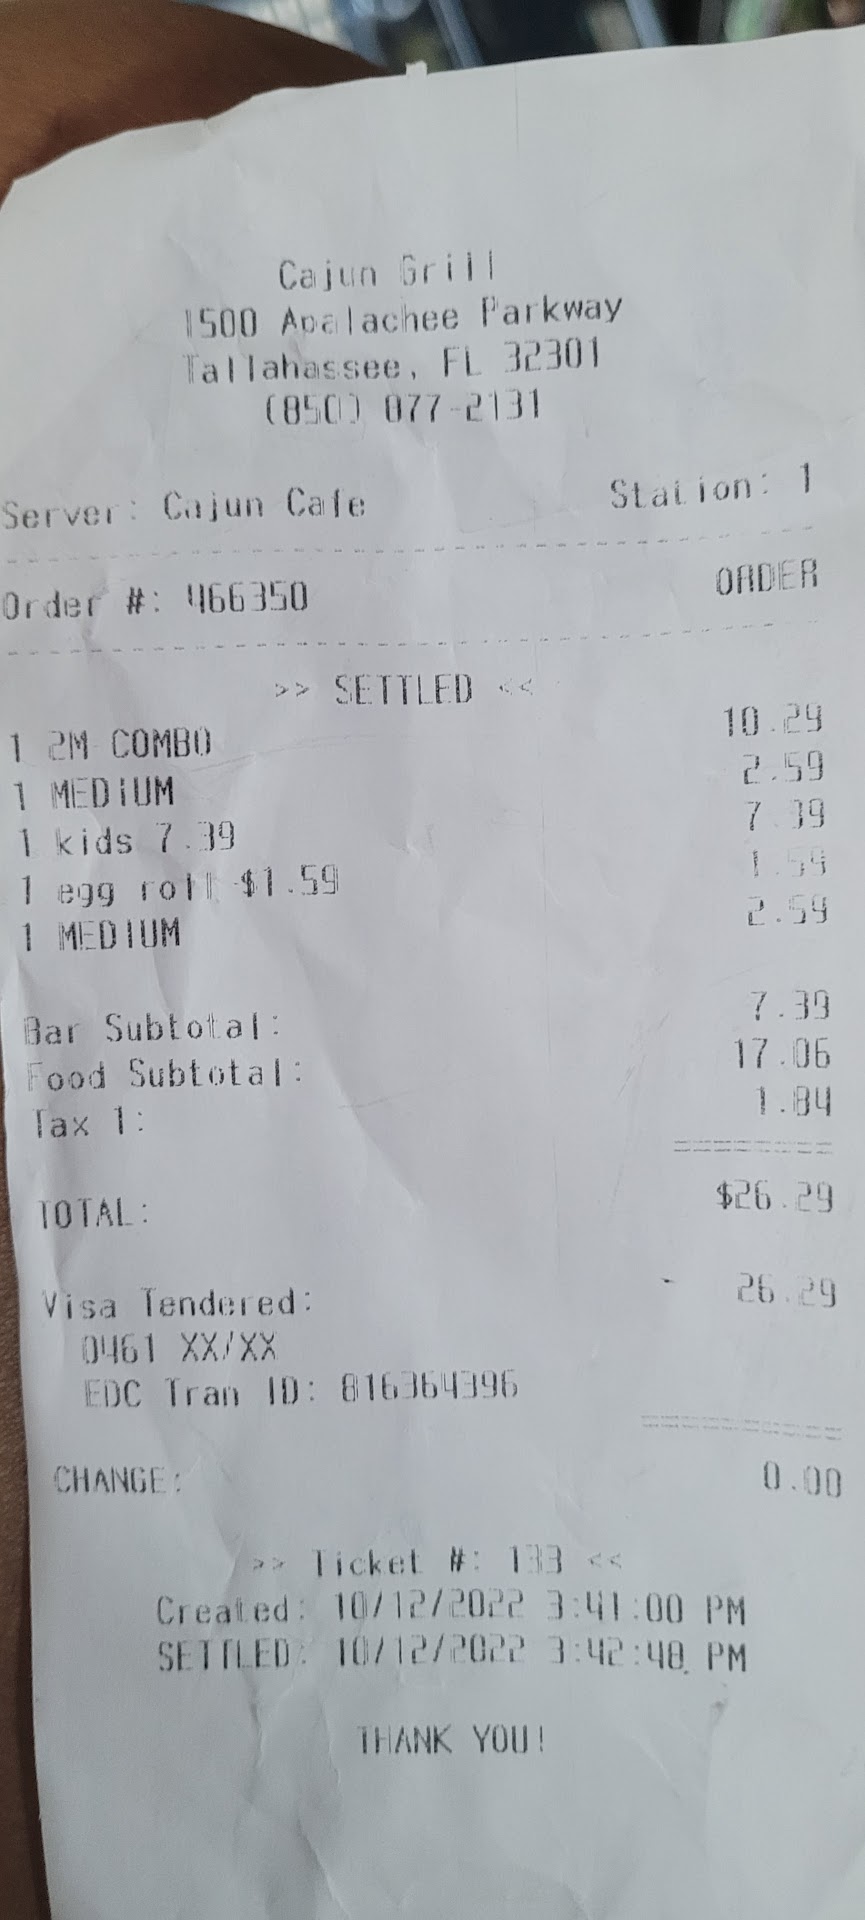 Cajun Grill
1500 Apalachee Parkway
Tallahassee, FL 32301
(850) 877-2131
Server: Cajun Cafe Station: 1
Order #: 466350 ORDER
>> SETTLED <<
1 2M COMBO 10.29
1 MEDIUM 2.59
1 kids 7.39 7.39
1 egg roll $1.59 1.59
1 MEDIUM 2.59
Bar Subtotal: 7.39
Food Subtotal: 17.06
Tax 1: 1.84
TOTAL: $26.29
Visa Tendered: - 26.29
0461 XX/XX
EDC Tran ID: 816364396
CHANGE: 0.00
>> Ticket #: 133 <<
Created: 10/12/2022 3:41:00 PM
SETTLED: 10/12/2022 3:42:48 PM
THANK YOU!